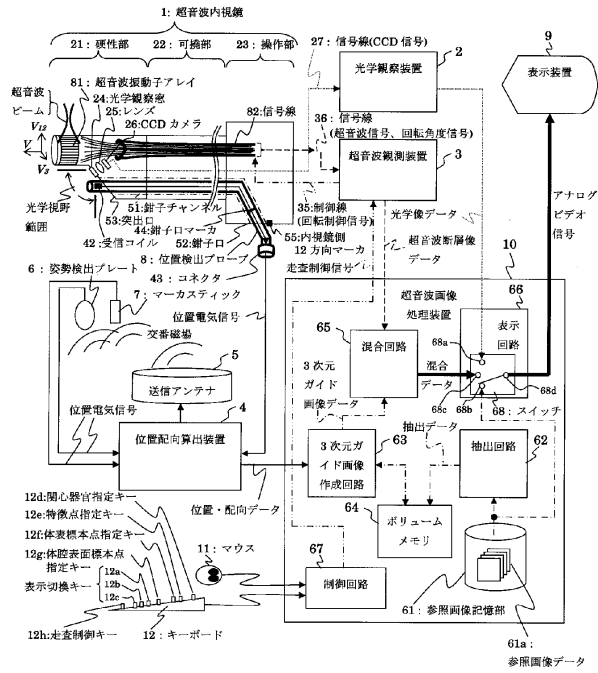 1：超音波内視鏡
21：硬性部
22：可撓部
23：操作部
27：信号線(CCD 信号)
2
9
81：超音波振動子アレイ
24:光学観察窓
25:レンズ
26:CCD カメラ
超音波
ビーム
82:信号線
光学観察装置
表示装置
V12
V
V3
36：信号線
(超音波信号、回転角度信号)
超音波観測装置
3
光学視野
範囲
51:鉗子チャンネル
53:突出口
44:鉗子口マーカ
42:受信コイル
52:鉗子口
8：位置検出プローブ
43：コネクタ
35:制御線
(回転制御信号)
55:内視鏡側
12 方向マーカ
走査制御信号
光学像データ
超音波断層像
データ
アナログ
ビデオ
信号
6：姿勢検出プレート
7：マーカスティック
位置電気信号
交番磁場
10
超音波画像
処理装置
66
表示
回路
65
混合回路
混合
データ
68a
68c
68b
68d
68：スイッチ
5
送信アンテナ
3 次元
ガイド
画像データ
位置電気信号
4
位置配向算出装置
抽出
データ
3 次元ガ
イド画像
作成回路
63
抽出回路
62
位置・配向データ
64
ボリューム
メモリ
12d:関心器官指定キー
12e:特徴点指定キー
12f:体表標本点指定キー
12g:体腔表面標本点
指定キー
11：マウス
表示切換キー
12a
12b
12c
67
制御回路
61：参照画像記憶部
12h:走査制御キー
12：キーボード
61a：
参照画像データ